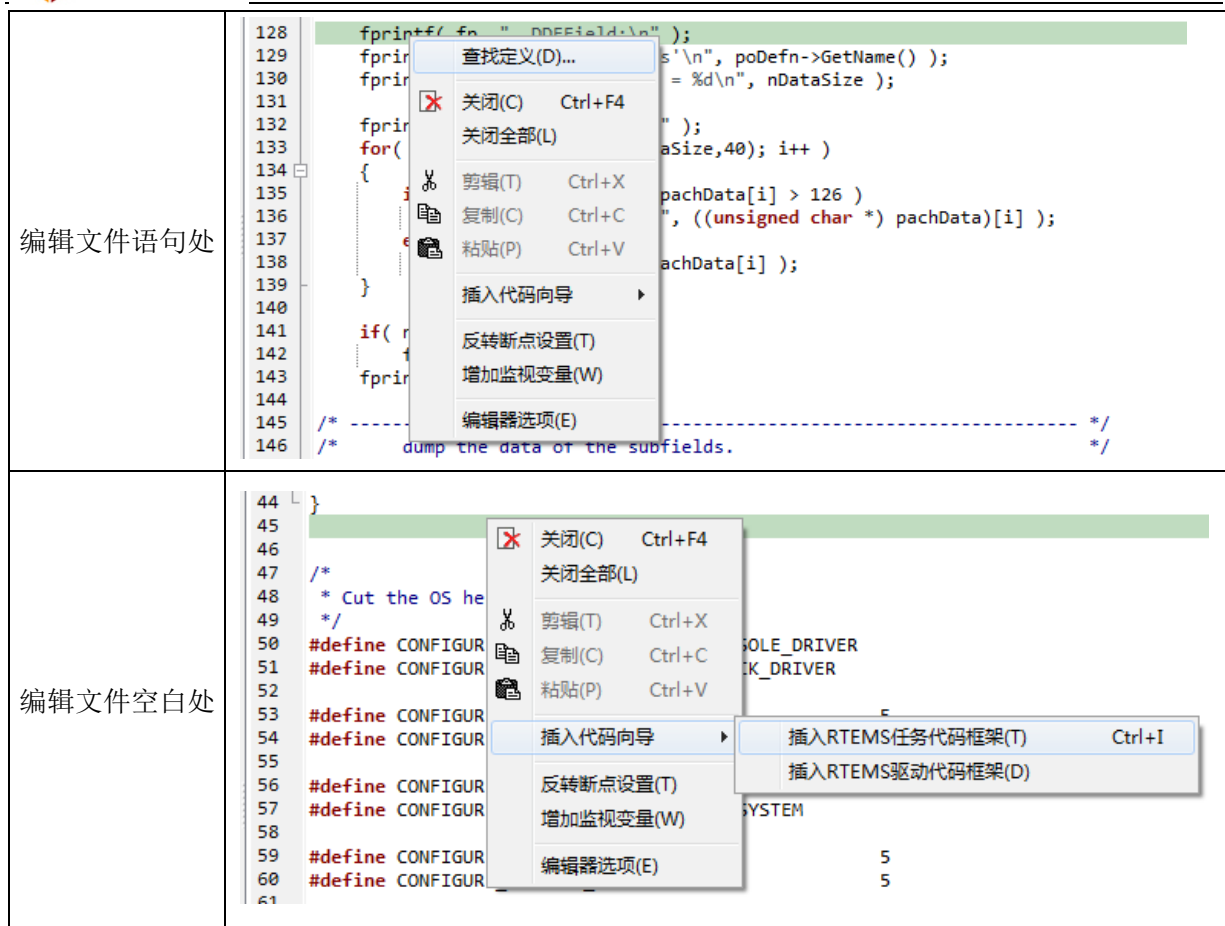 编辑文件语句处
128 fprintf( fp, " DDFField:\n" );
129 fprin s'\n", poDefn->GetName() );
130 fprin = %d\n", nDataSize );
131
132 fprin " );
133 for( aSize,40); i++ )
134 {
135 i pachData[i] > 126 )
136 ", ((unsigned char *) pachData)[i] );
137 e
138 achData[i] );
139 }
140
141 if( n
142 f
143 fprin
144
145 /* ----- ---------------------------------------- */
146 /* dump the data of the subfields. */
查找定义(D)...
关闭(C) Ctrl+F4
关闭全部(L)
剪辑(T) Ctrl+X
复制(C) Ctrl+C
粘贴(P) Ctrl+V
插入代码向导
反转断点设置(T)
增加监视变量(W)
编辑器选项(E)
编辑文件空白处
44 }
45
46
47 /*
48 * Cut the OS he
49 */
50 #define CONFIGUR SOLE_DRIVER
51 #define CONFIGUR CK_DRIVER
52
53 #define CONFIGUR 5
54 #define CONFIGUR
55
56 #define CONFIGUR
57 #define CONFIGUR SYSTEM
58
59 #define CONFIGUR 5
60 #define CONFIGUR 5
61
关闭(C) Ctrl+F4
关闭全部(L)
剪辑(T) Ctrl+X
复制(C) Ctrl+C
粘贴(P) Ctrl+V
插入代码向导
反转断点设置(T)
增加监视变量(W)
编辑器选项(E)
插入RTEMS任务代码框架(T) Ctrl+I
插入RTEMS驱动代码框架(D)